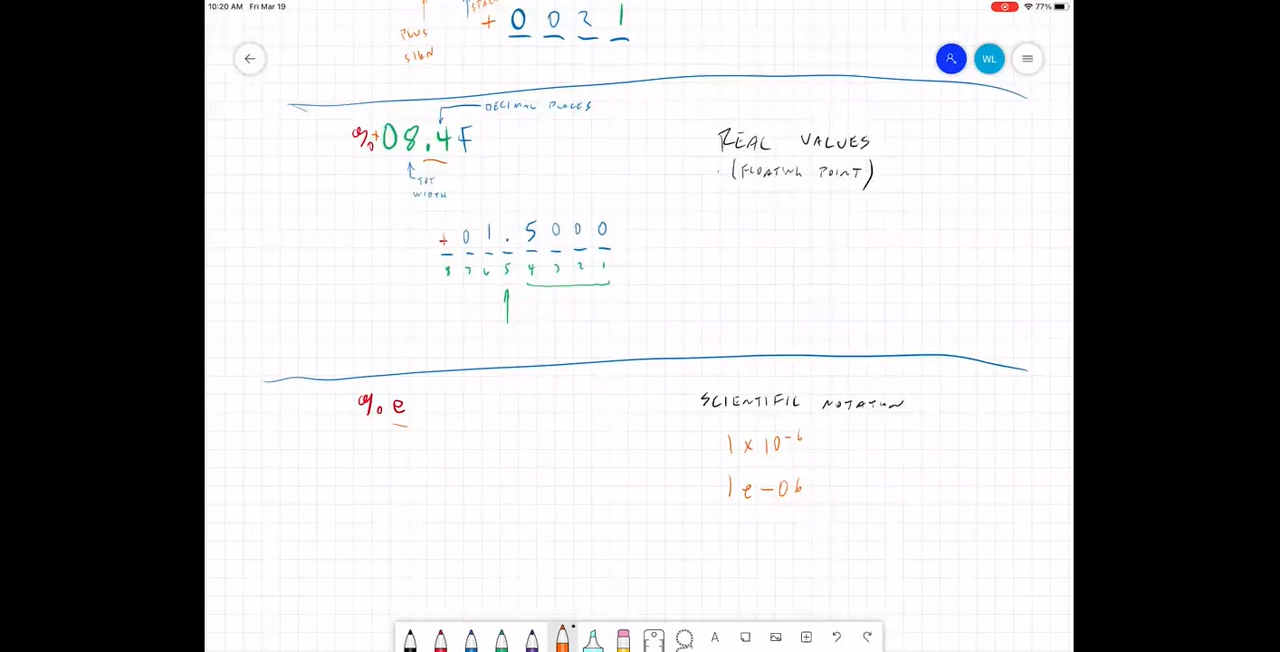 10:20 AM Fri Mar 19
77%
PLUS
SIGN
SPACE
+ 0 0 2 1
WL
DECIMAL PLACES
%+08.4F
TOT
WIDTH
REAL VALUES
(FLOATING POINT)
+ 0 1 . 5 0 0 0
8 7 6 5 4 3 2 1
%e
SCIENTIFIC NOTATION
1 x 10-6
1e-06
A